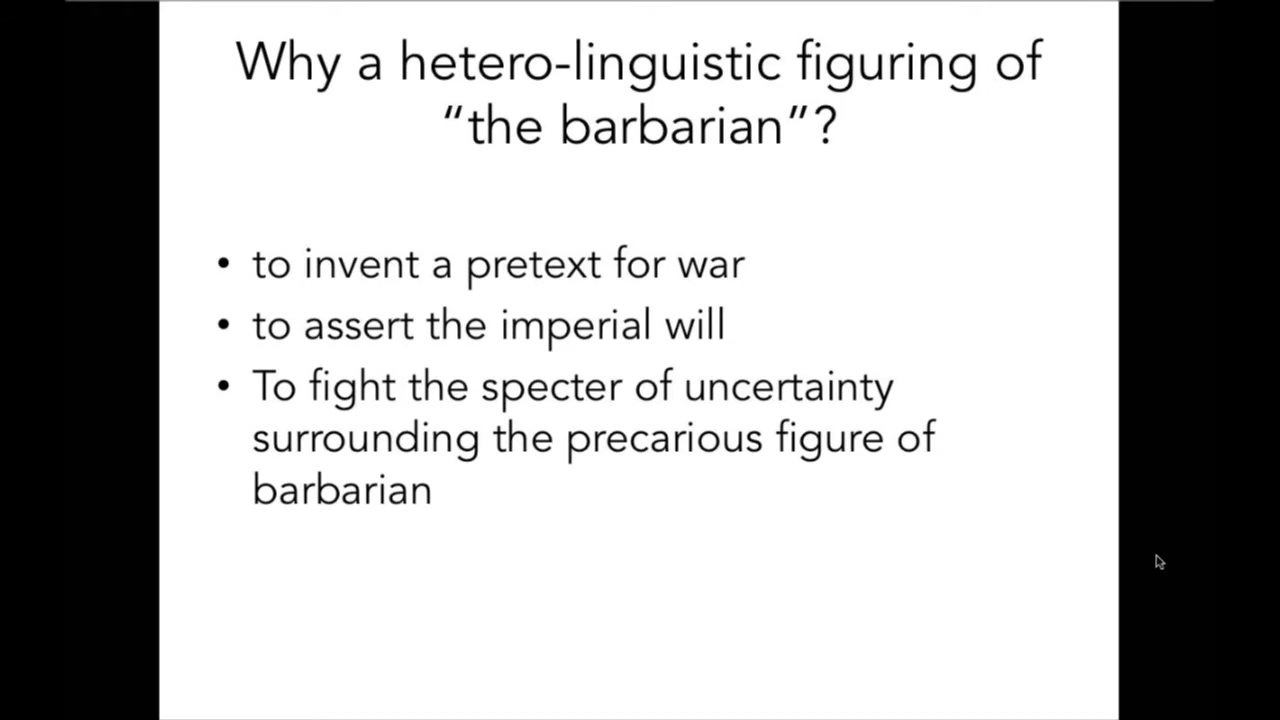 Why a hetero-linguistic figuring of
“the barbarian”?
• to invent a pretext for war
• to assert the imperial will
• To fight the specter of uncertainty
surrounding the precarious figure of
barbarian